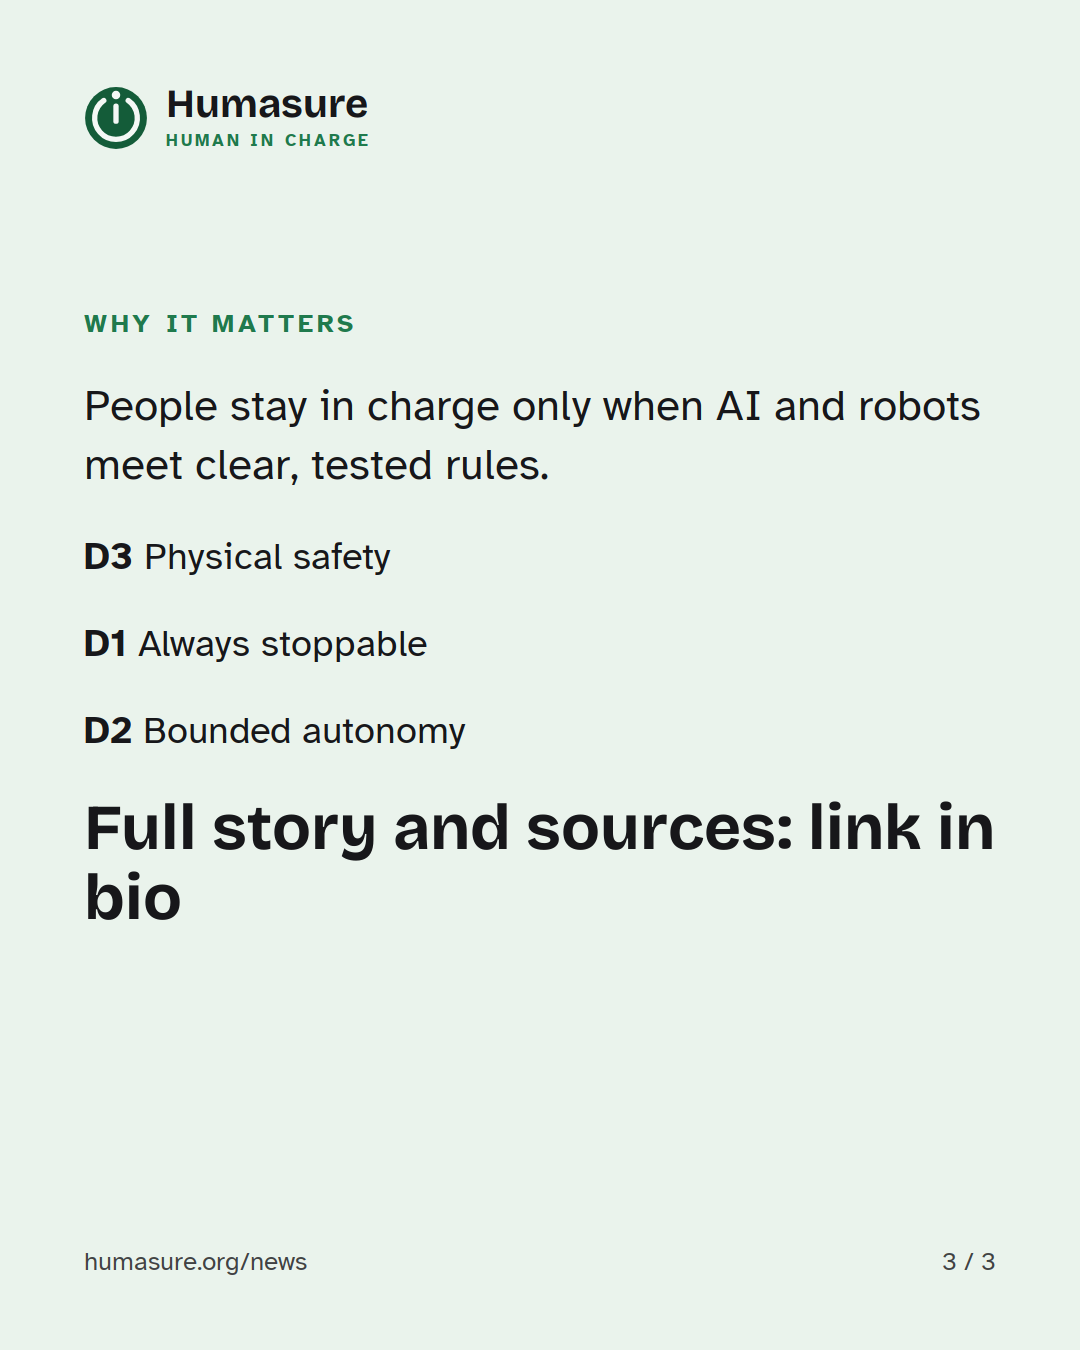 Humasure
HUMAN IN CHARGE
WHY IT MATTERS
People stay in charge only when AI and robots
meet clear, tested rules.
D3 Physical safety
D1 Always stoppable
D2 Bounded autonomy
Full story and sources: link in
bio
humasure.org/news
3 / 3